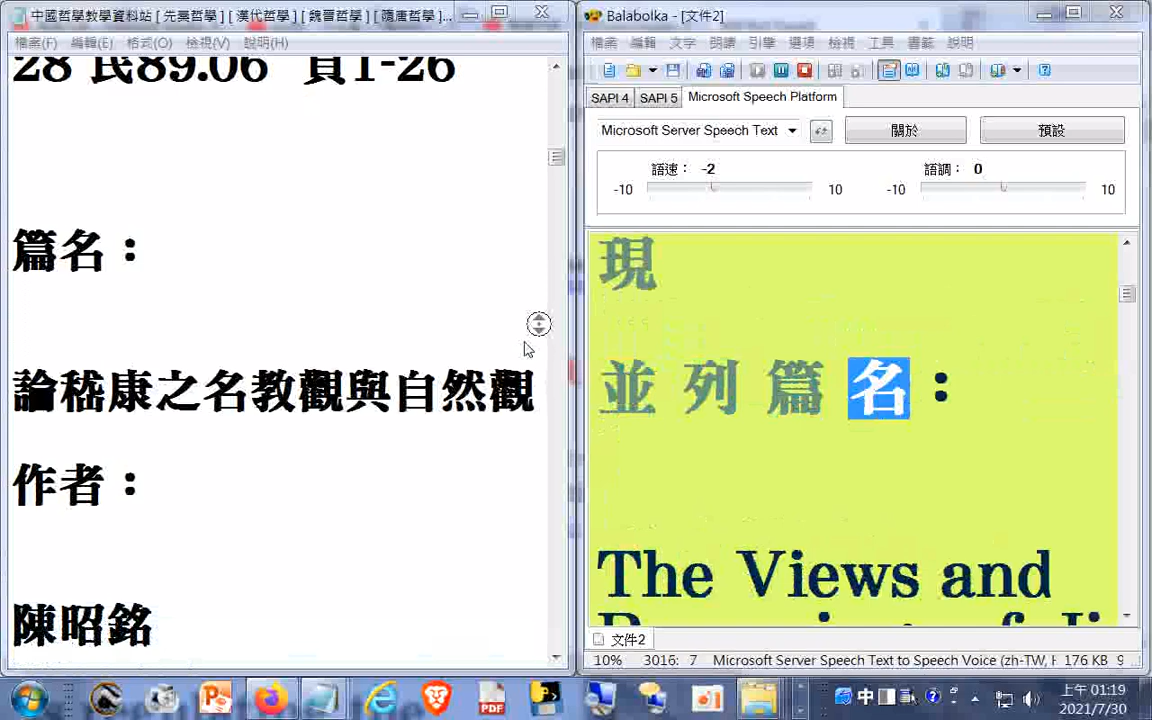 中國哲學教學資料站 [ 先秦哲學 ] [ 漢代哲學 ] [ 魏晉哲學 ] [ 隋唐哲學 ]...
檔案(F) 編輯(E) 格式(O) 檢視(V) 說明(H)
28 民89.06 頁1-26
篇名：
論嵇康之名教觀與自然觀
作者：
陳昭銘
Balabolka - [文件2]
檔案 編輯 文字 朗讀 引擎 選項 檢視 工具 書籤 說明
SAPI 4 SAPI 5 Microsoft Speech Platform
Microsoft Server Speech Text 關於 預設
語速： -2 語調： 0
-10 10 -10 10
現
並 列 篇 名 ：
The Views and
文件2
10% 3016: 7 Microsoft Server Speech Text to Speech Voice (zh-TW, H 176 KB 9
中 上午 01:19
2021/7/30